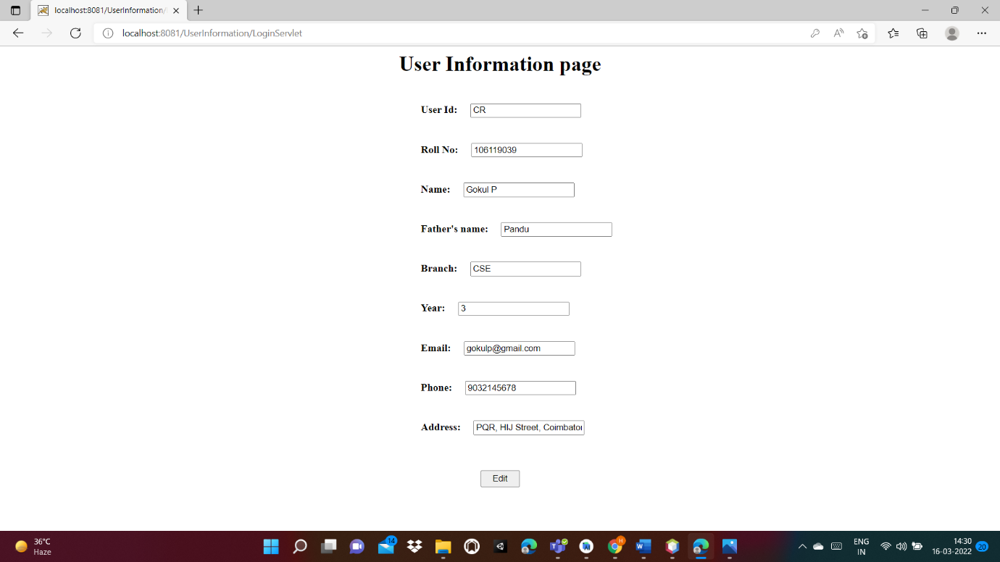 localhost:8081/UserInformation/
localhost:8081/UserInformation/LoginServlet
User Information page
User Id: CR
Roll No: 106119039
Name: Gokul P
Father's name: Pandu
Branch: CSE
Year: 3
Email: gokulp@gmail.com
Phone: 9032145678
Address: PQR, HIJ Street, Coimbator
Edit
36°C
Haze
14
H
ENG
IN
14:30
16-03-2022
20